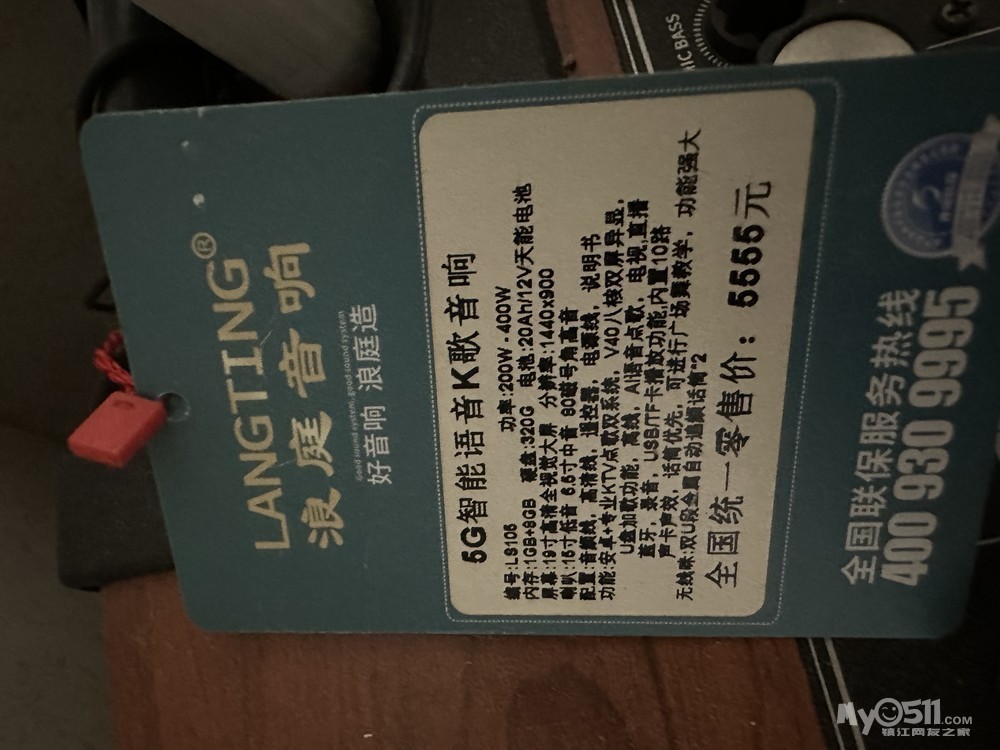 LANGTING®
浪庭音响
Good sound system, good sound system
好音响 浪庭造
5G智能语音K歌音响
编号:LS105 功率:200W-400W
内存:1GB+8GB 硬盘:320G 电池:20Ah/12V天能电池
屏幕:19寸高清全视觉大屏 分辨率:1440x900
喇叭:15寸低音 6.5寸中音 80磁号角高音
配置:音频线,高清线,遥控器,电源线,说明书
功能:安卓+专业KTV点歌双系统,V40八核双屏异显,
U盘加歌功能,高线,AI语音点歌,电视,直播
蓝牙,录音,USB/TF卡播放功能,内置10路
声卡声效,话筒优先,可进行广场舞教学,功能强大
无线咪:双U段金属自动追频话筒*2
全国统一零售价:5555元
全国联保服务热线
400 930 9995
MIC BASS
My0511.COM
镇江网友之家